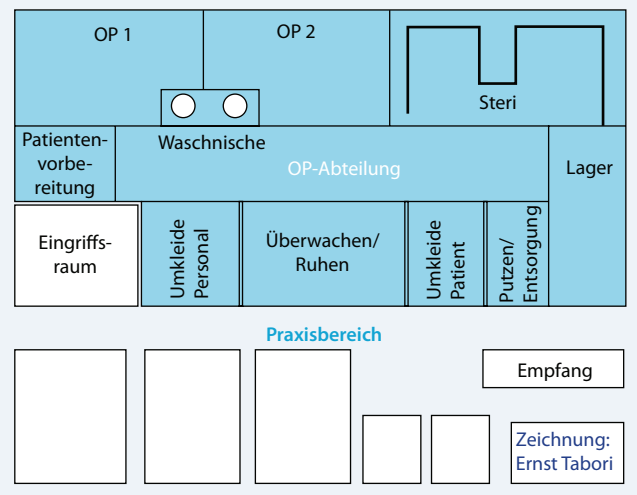 OP 1
OP 2
Steri
Waschnische
Patienten-
vorbe-
reitung
OP-Abteilung
Lager
Eingriffs-
raum
Umkleide
Personal
Überwachen/
Ruhen
Umkleide
Patient
Putzen/
Entsorgung
Praxisbereich
Empfang
Zeichnung:
Ernst Tabori